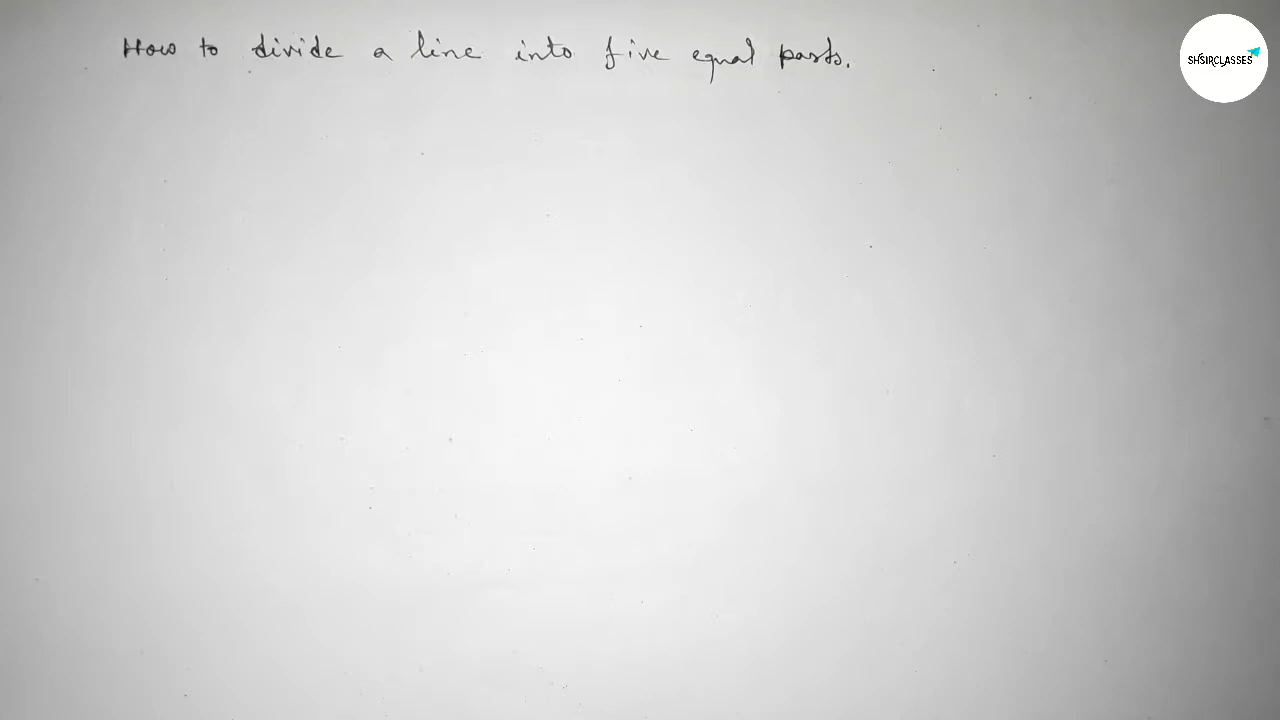 How to divide a line into five equal parts.
SHSIRCLASSES